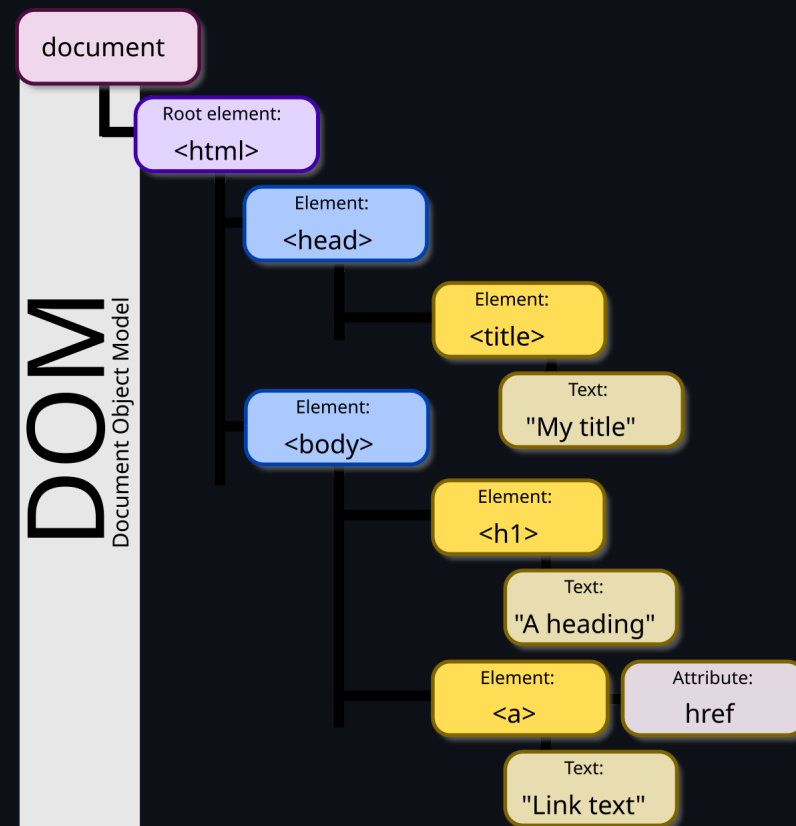 document
Root element:
<html>
Element:
<head>
Element:
<title>
Text:
"My title"
Element:
<body>
Element:
<h1>
Text:
"A heading"
Element:
<a>
Attribute:
href
Text:
"Link text"
DOM
Document Object Model